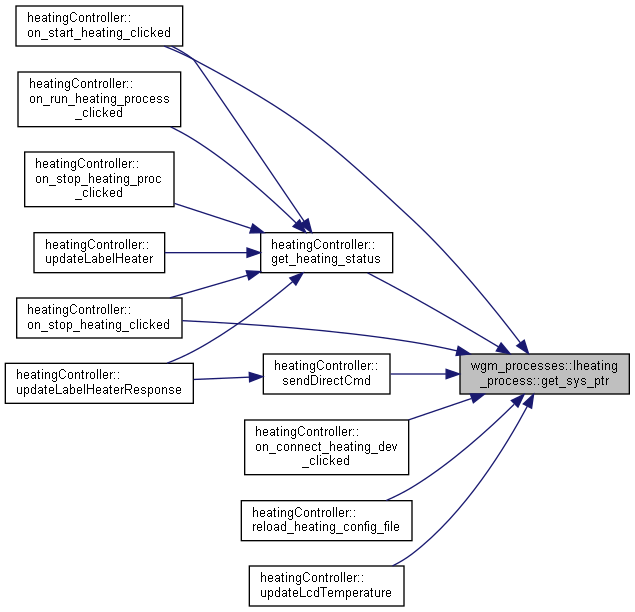 heatingController::
on_start_heating_clicked
heatingController::
on_run_heating_process
_clicked
heatingController::
on_stop_heating_proc
_clicked
heatingController::
updateLabelHeater
heatingController::
get_heating_status
heatingController::
on_stop_heating_clicked
heatingController::
updateLabelHeaterResponse
heatingController::
sendDirectCmd
wgm_processes::Iheating
_process::get_sys_ptr
heatingController::
on_connect_heating_dev
_clicked
heatingController::
reload_heating_config_file
heatingController::
updateLcdTemperature